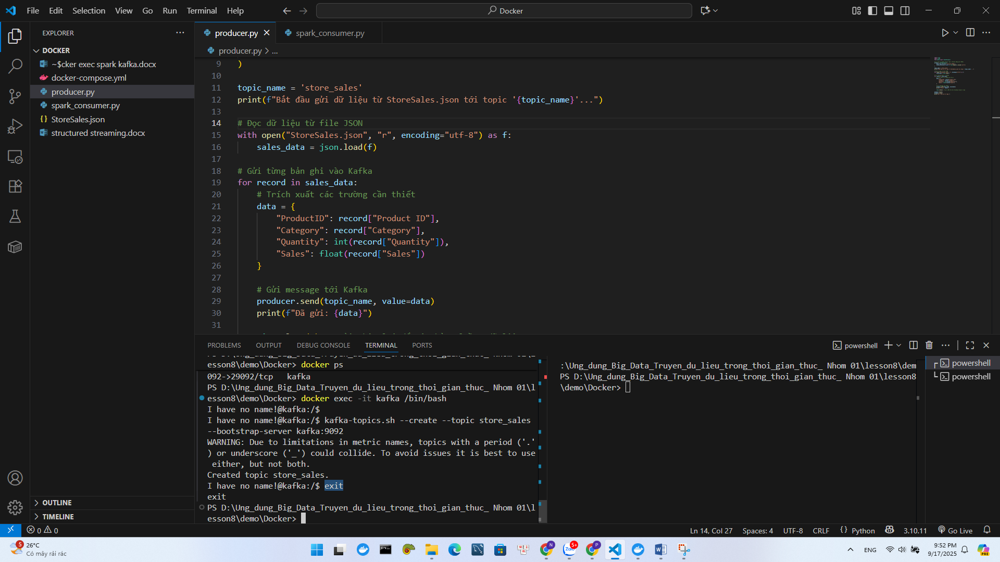 File Edit Selection View Go Run Terminal Help
Docker
EXPLORER
DOCKER
~$cker exec spark kafka.docx
docker-compose.yml
producer.py
spark_consumer.py
StoreSales.json
structured streaming.docx
OUTLINE
TIMELINE
producer.py
spark_consumer.py
producer.py > ...
9 )
10
11 topic_name = 'store_sales'
12 print(f"Bắt đầu gửi dữ liệu từ StoreSales.json tới topic '{topic_name}'...")
13
14 # Đọc dữ liệu từ file JSON
15 with open("StoreSales.json", "r", encoding="utf-8") as f:
16 sales_data = json.load(f)
17
18 # Gửi từng bản ghi vào Kafka
19 for record in sales_data:
20 # Trích xuất các trường cần thiết
21 data = {
22 "ProductID": record["Product ID"],
23 "Category": record["Category"],
24 "Quantity": int(record["Quantity"]),
25 "Sales": float(record["Sales"])
26 }
27
28 # Gửi message tới Kafka
29 producer.send(topic_name, value=data)
30 print(f"Đã gửi: {data}")
31
PROBLEMS OUTPUT DEBUG CONSOLE TERMINAL PORTS
powershell
esson8\demo\Docker> docker ps
092->29092/tcp kafka
PS D:\Ung_dung_Big_Data_Truyen_du_lieu_trong_thoi_gian_thuc_ Nhom 01\l
esson8\demo\Docker> docker exec -it kafka /bin/bash
I have no name!@kafka:/$
I have no name!@kafka:/$ kafka-topics.sh --create --topic store_sales
--bootstrap-server kafka:9092
WARNING: Due to limitations in metric names, topics with a period ('.'
) or underscore ('_') could collide. To avoid issues it is best to use
either, but not both.
Created topic store_sales.
I have no name!@kafka:/$ exit
exit
PS D:\Ung_dung_Big_Data_Truyen_du_lieu_trong_thoi_gian_thuc_ Nhom 01\l
esson8\demo\Docker>
:\Ung_dung_Big_Data_Truyen_du_lieu_trong_thoi_gian_thuc_ Nhom 01\lesson8\dem
PS D:\Ung_dung_Big_Data_Truyen_du_lieu_trong_thoi_gian_thuc_ Nhom 01\lesson8
\demo\Docker>
powershell
powershell
0 0
Ln 14, Col 27 Spaces: 4 UTF-8 CRLF {} Python 3.10.11 Go Live
5
26°C
Có mây rải rác
N
Zalo
5+
P
ENG
9:52 PM
9/17/2025
PRE